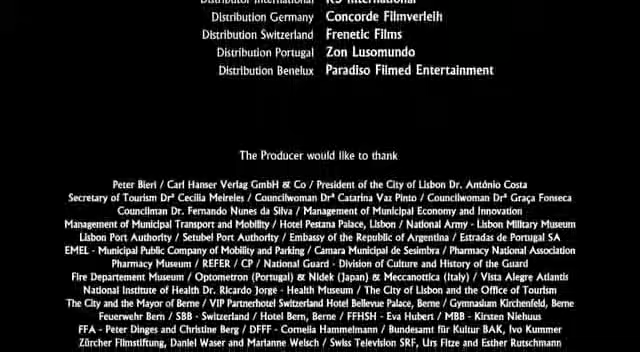 Distributor International K5 International
Distribution Germany Concorde Filmverleih
Distribution Switzerland Frenetic Films
Distribution Portugal Zon Lusomundo
Distribution Benelux Paradiso Filmed Entertainment
The Producer would like to thank
Peter Bieri / Carl Hanser Verlag GmbH & Co / President of the City of Lisbon Dr. António Costa
Secretary of Tourism Drª Cecilia Meireles / Councilwoman Drª Catarina Vaz Pinto / Councilwoman Drª Graça Fonseca
Councilman Dr. Fernando Nunes da Silva / Management of Municipal Economy and Innovation
Management of Municipal Transport and Mobility / Hotel Pestana Palace, Lisbon / National Army - Lisbon Military Museum
Lisbon Port Authority / Setubel Port Authority / Embassy of the Republic of Argentina / Estradas de Portugal SA
EMEL - Municipal Public Company of Mobility and Parking / Camara Municipal de Sesimbra / Pharmacy National Association
Pharmacy Museum / REFER / CP / National Guard - Division of Culture and History of the Guard
Fire Departement Museum / Optometron (Portugal) & Nidek (Japan) & Meccanottica (Italy) / Vista Alegre Atlantis
National Institute of Health Dr. Ricardo Jorge - Health Museum / The City of Lisbon and the Office of Tourism
The City and the Mayor of Berne / VIP Partnerhotel Switzerland Hotel Bellevue Palace, Berne / Gymnasium Kirchenfeld, Berne
Feuerwehr Bern / SBB - Switzerland / Hotel Bern, Berne / FFHSH - Eva Hubert / MBB - Kirsten Niehuus
FFA - Peter Dinges and Christine Berg / DFFF - Cornelia Hammelmann / Bundesamt für Kultur BAK, Ivo Kummer
Zürcher Filmstiftung, Daniel Waser and Marianne Welsch / Swiss Television SRF, Urs Fitze and Esther Rutschmann